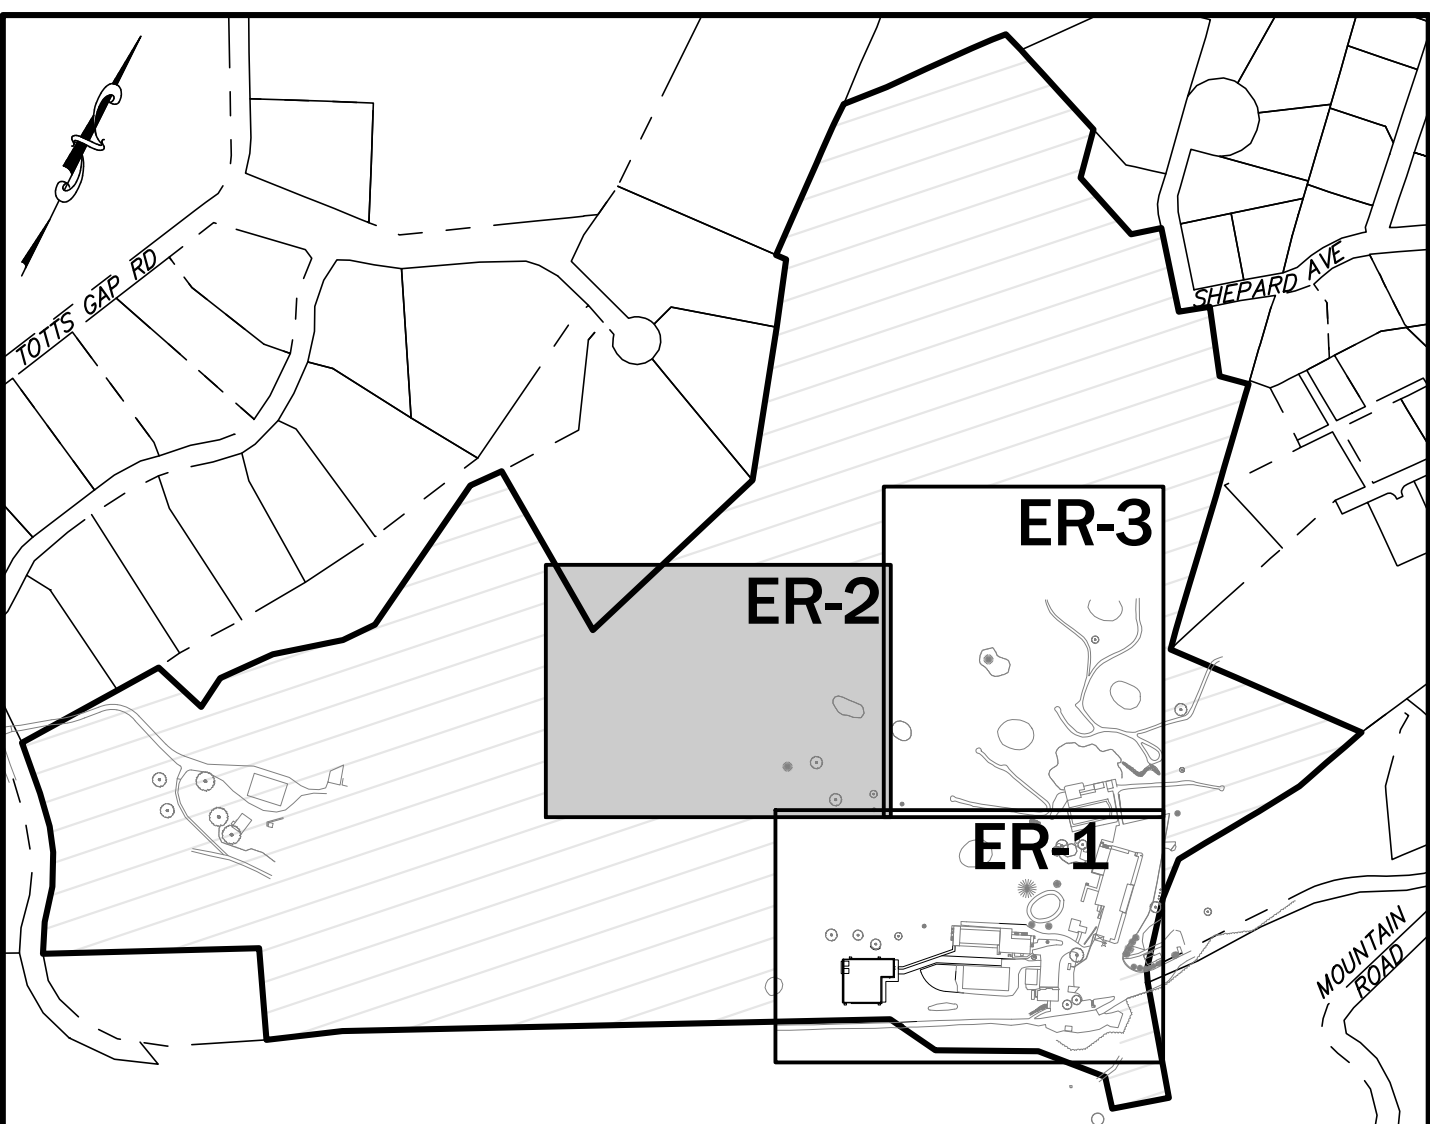 TOTTS GAP RD
SHEPARD AVE
ER-3
ER-2
ER-1
MOUNTAIN
ROAD